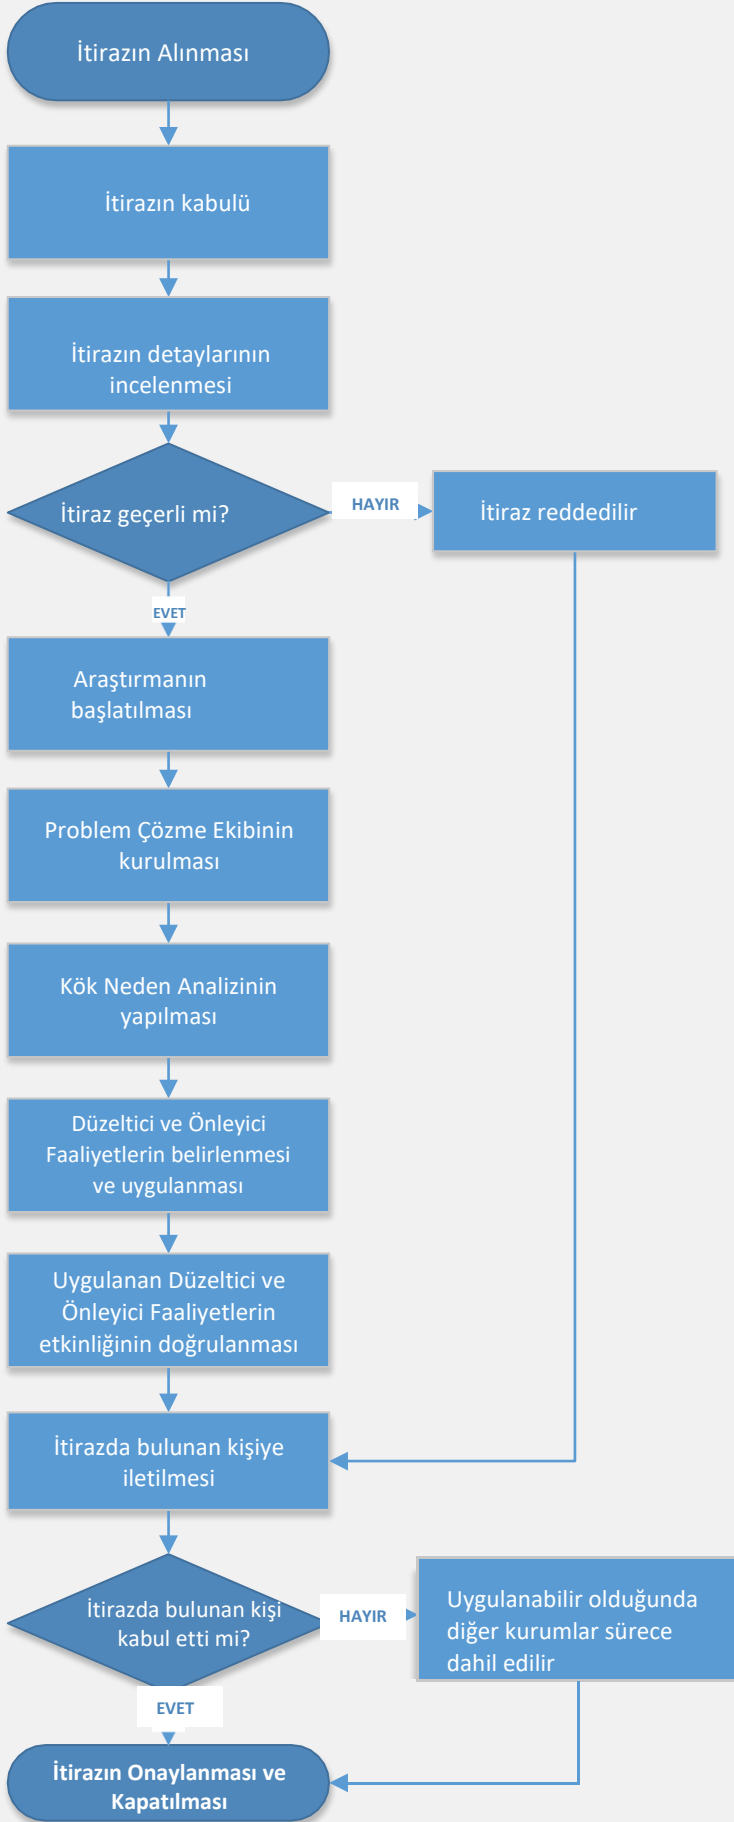 İtirazın Alınması
İtirazın kabulü
İtirazın detaylarının
incelenmesi
İtiraz geçerli mi?
HAYIR
İtiraz reddedilir
EVET
Araştırmanın
başlatılması
Problem Çözme Ekibinin
kurulması
Kök Neden Analizinin
yapılması
Düzeltici ve Önleyici
Faaliyetlerin belirlenmesi
ve uygulanması
Uygulanan Düzeltici ve
Önleyici Faaliyetlerin
etkinliğinin doğrulanması
İtirazda bulunan kişiye
iletilmesi
İtirazda bulunan kişi
kabul etti mi?
HAYIR
Uygulanabilir olduğunda
diğer kurumlar sürece
dahil edilir
EVET
İtirazın Onaylanması ve
Kapatılması